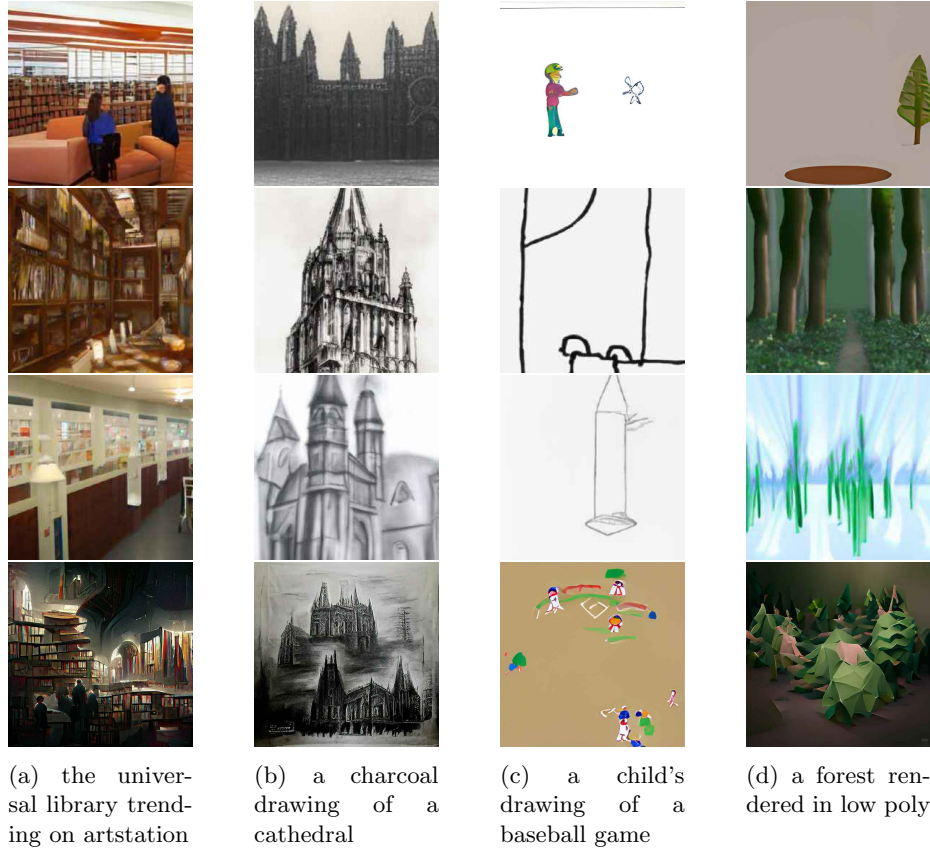 (a) the univer-
sal library trend-
ing on artstation
(b) a charcoal
drawing of a
cathedral
(c) a child's
drawing of a
baseball game
(d) a forest ren-
dered in low poly